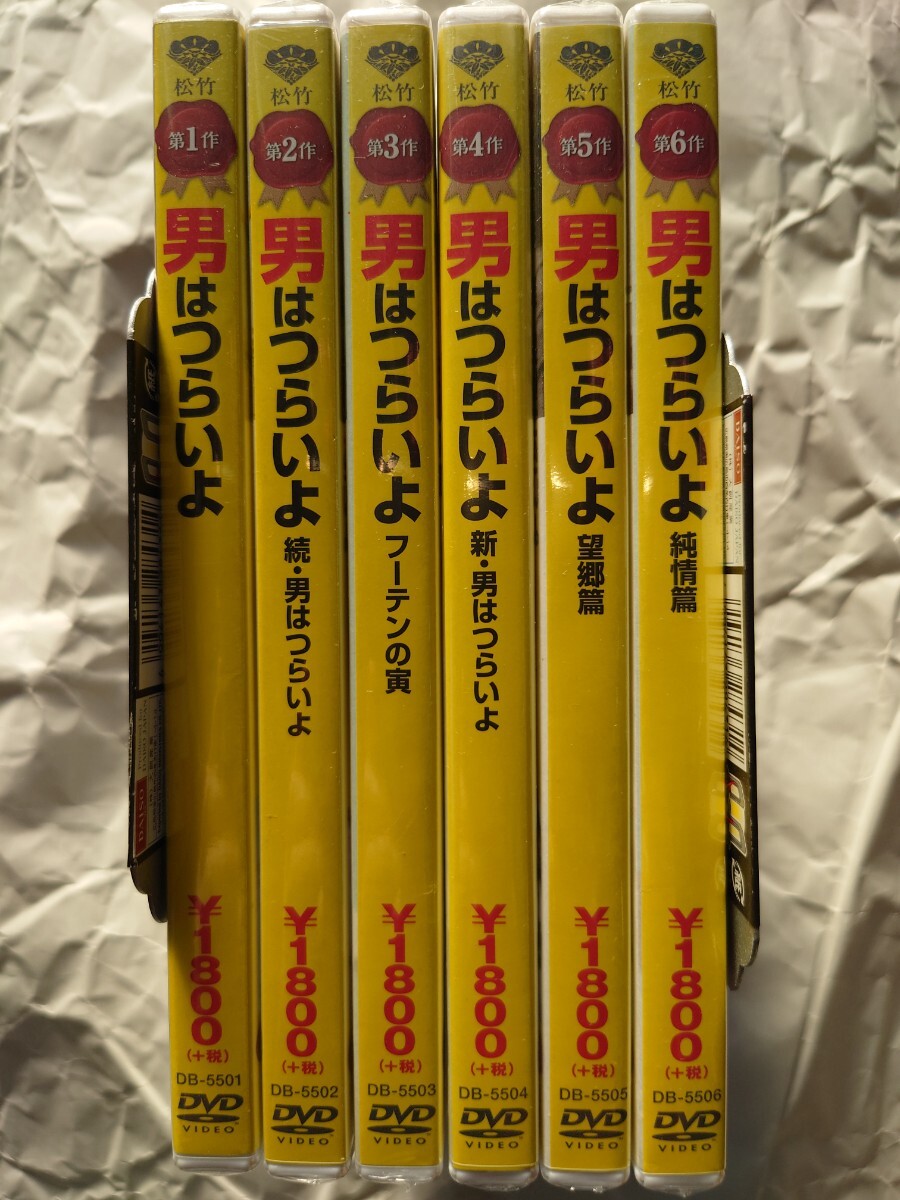 松竹
第1作
男はつらいよ
¥1800
(+税)
DB-5501
DVD
VIDEO
松竹
第2作
男はつらいよ
続・男はつらいよ
¥1800
(+税)
DB-5502
DVD
VIDEO
松竹
第3作
男はつらいよ
フーテンの寅
¥1800
(+税)
DB-5503
DVD
VIDEO
松竹
第4作
男はつらいよ
新・男はつらいよ
¥1800
(+税)
DB-5504
DVD
VIDEO
松竹
第5作
男はつらいよ
望郷篇
¥1800
(+税)
DB-5505
DVD
VIDEO
松竹
第6作
男はつらいよ
純情篇
¥1800
(+税)
DB-5506
DVD
VIDEO
DAISO
DAISO